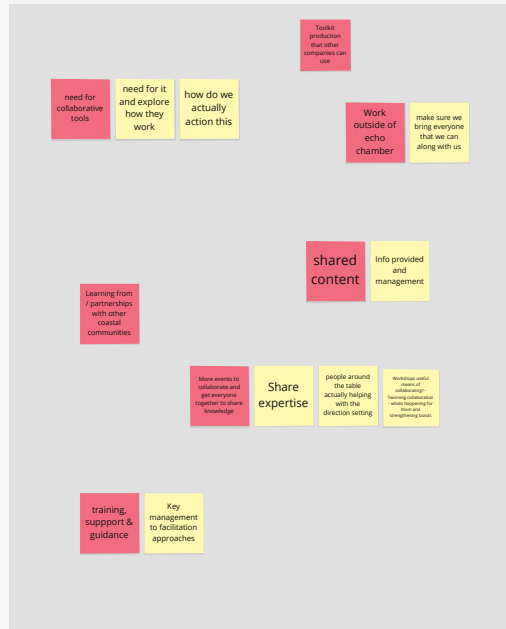 Toolkit
production
that other
companies can
use
need for
collaborative
tools
need for it
and explore
how they
work
how do we
actually
action this
Work
outside of
echo
chamber
make sure we
bring everyone
that we can
along with us
shared
content
Info provided
and
management
Learning from
/ partnerships
with other
coastal
communities
More events to
collaborate and
get everyone
together to share
knowledge
Share
expertise
people around
the table
actually helping
with the
direction setting
Workshops useful
means of
collaborating? -
Twinning collaboration
- whats happening for
them and
strengthening bonds
training,
suppport &
guidance
Key
management
to facilitation
approaches